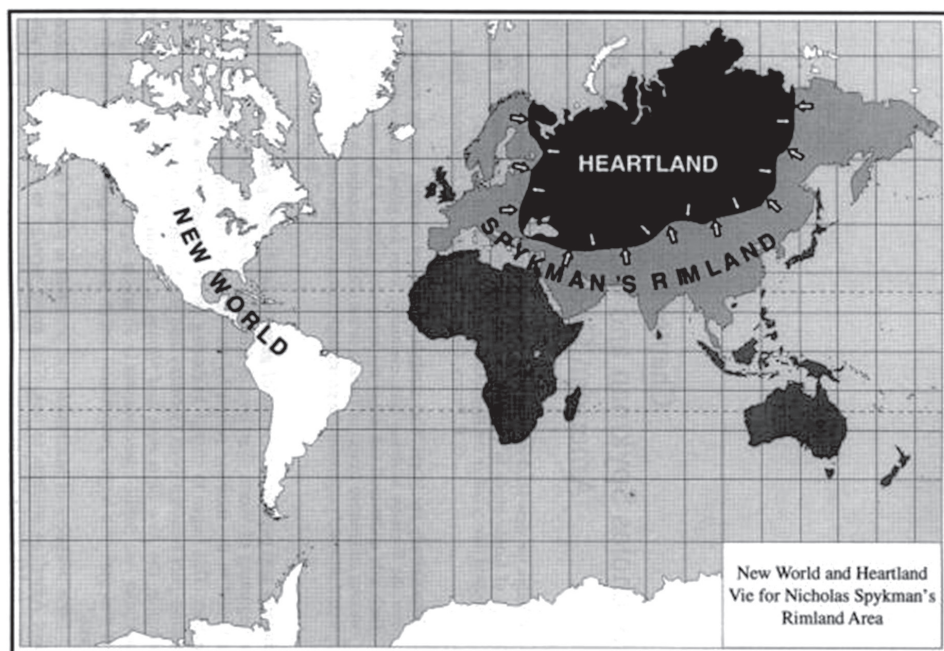 HEARTLAND
NEW WORLD
SPYKMAN'S RIMLAND
New World and Heartland
Vie for Nicholas Spykman's
Rimland Area